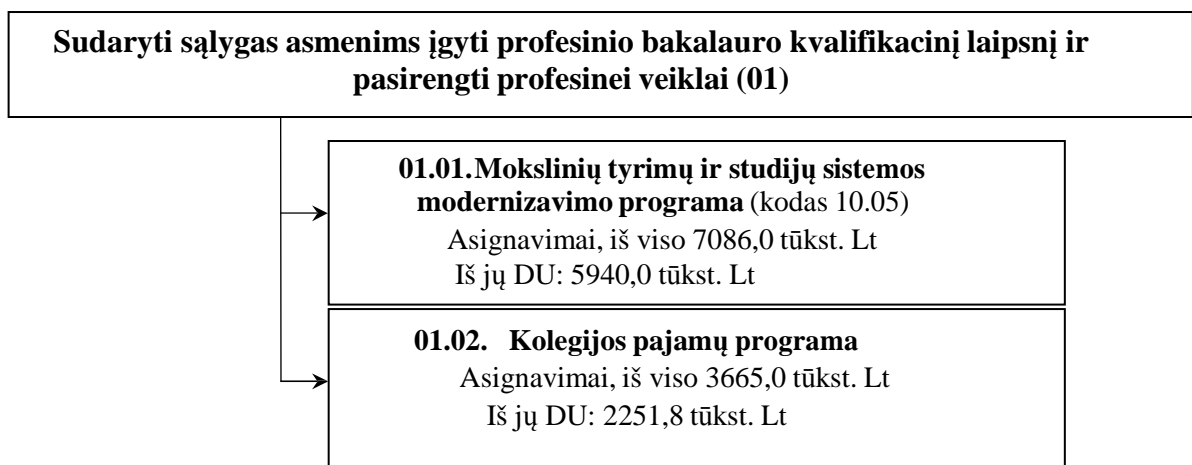 Sudaryti sąlygas asmenims įgyti profesinio bakalauro kvalifikacinį laipsnį ir
pasirengti profesinei veiklai (01)
01.01.Mokslinių tyrimų ir studijų sistemos
modernizavimo programa (kodas 10.05)
Asignavimai, iš viso 7086,0 tūkst. Lt
Iš jų DU: 5940,0 tūkst. Lt
01.02. Kolegijos pajamų programa
Asignavimai, iš viso 3665,0 tūkst. Lt
Iš jų DU: 2251,8 tūkst. Lt